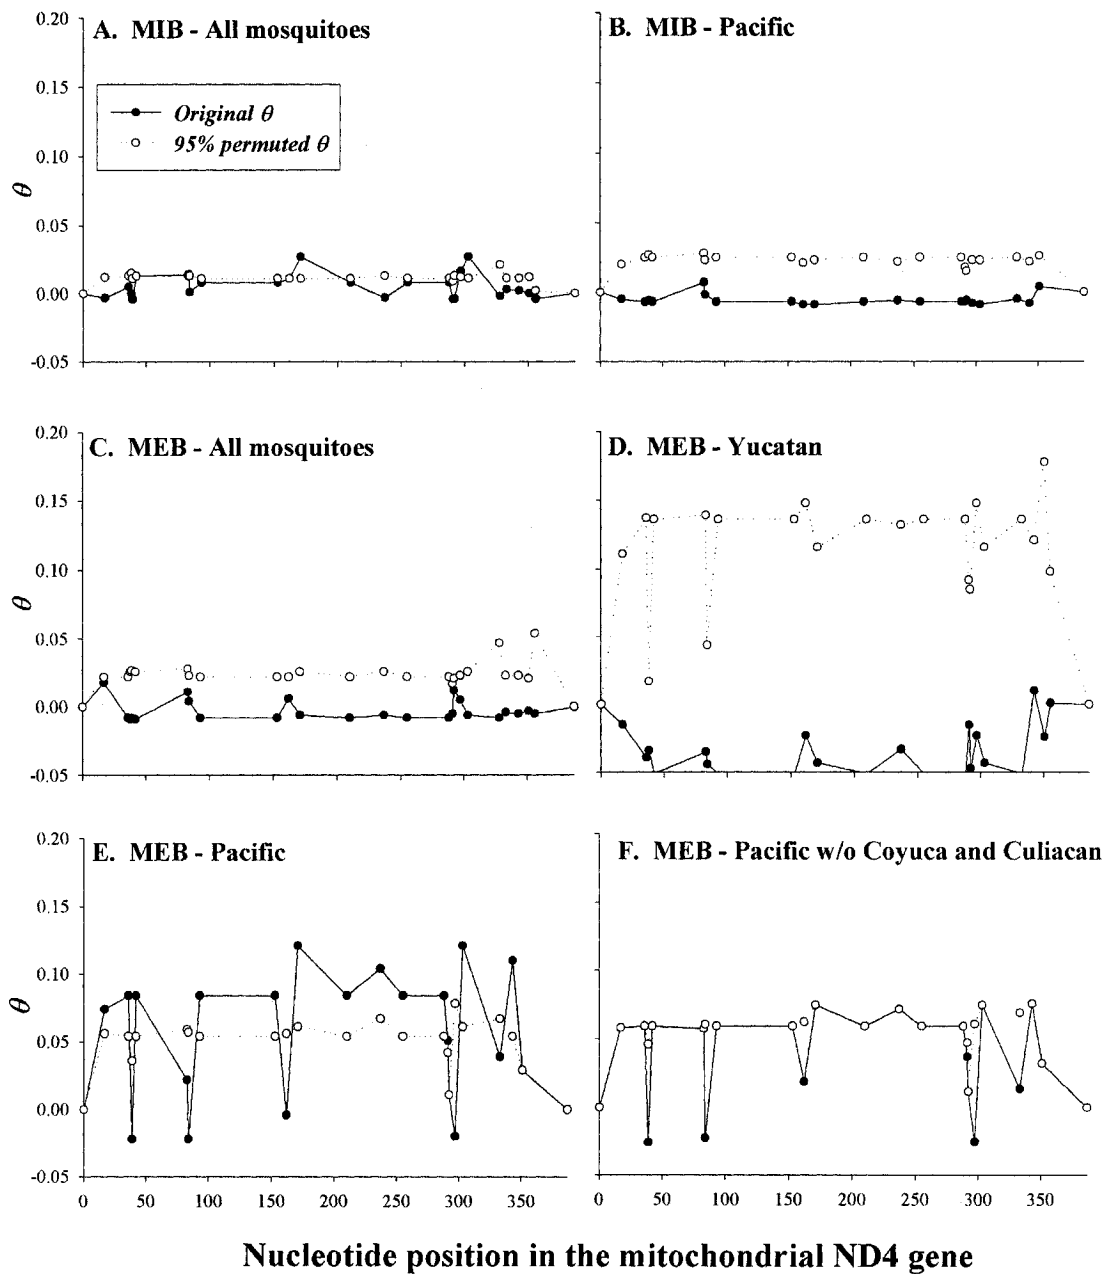 A. MIB - All mosquitoes
B. MIB - Pacific
Original θ
95% permuted θ
0.20
0.15
0.10
0.05
0.00
-0.05
θ
C. MEB - All mosquitoes
D. MEB - Yucatan
0.20
0.15
0.10
0.05
0.00
-0.05
θ
E. MEB - Pacific
F. MEB - Pacific w/o Coyuca and Culiacan
0.20
0.15
0.10
0.05
0.00
-0.05
θ
0 50 100 150 200 250 300 350
0 50 100 150 200 250 300 350
Nucleotide position in the mitochondrial ND4 gene